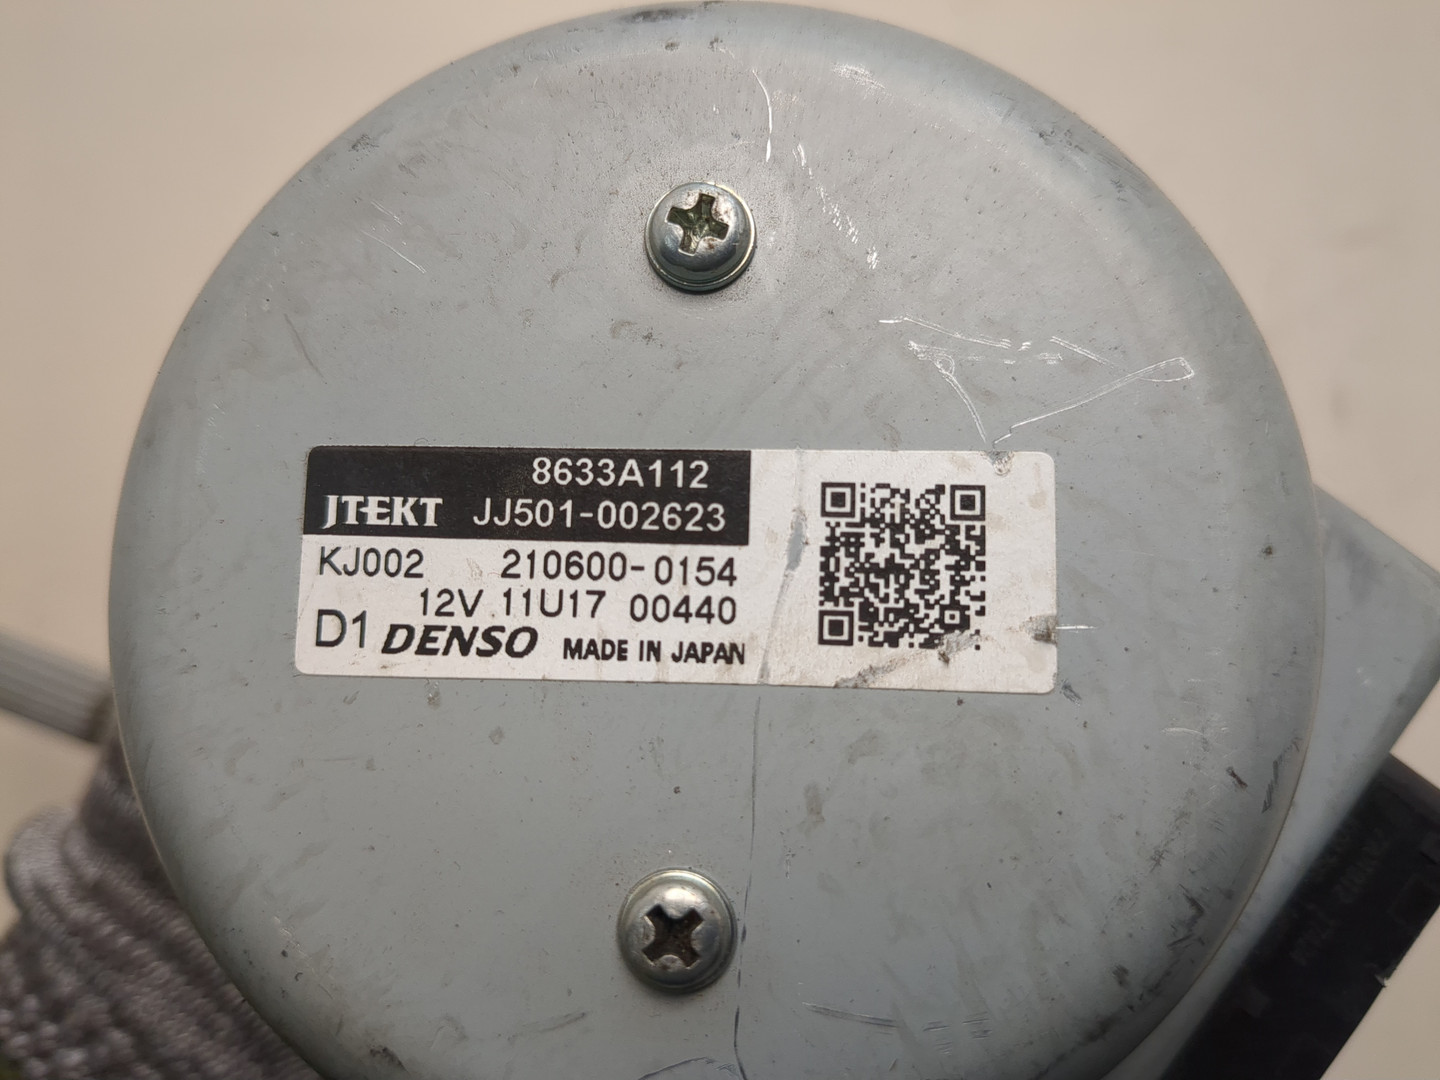 8633A112
JTEKT JJ501-002623
KJ002 210600-0154
12V 11U17 00440
D1 DENSO MADE IN JAPAN